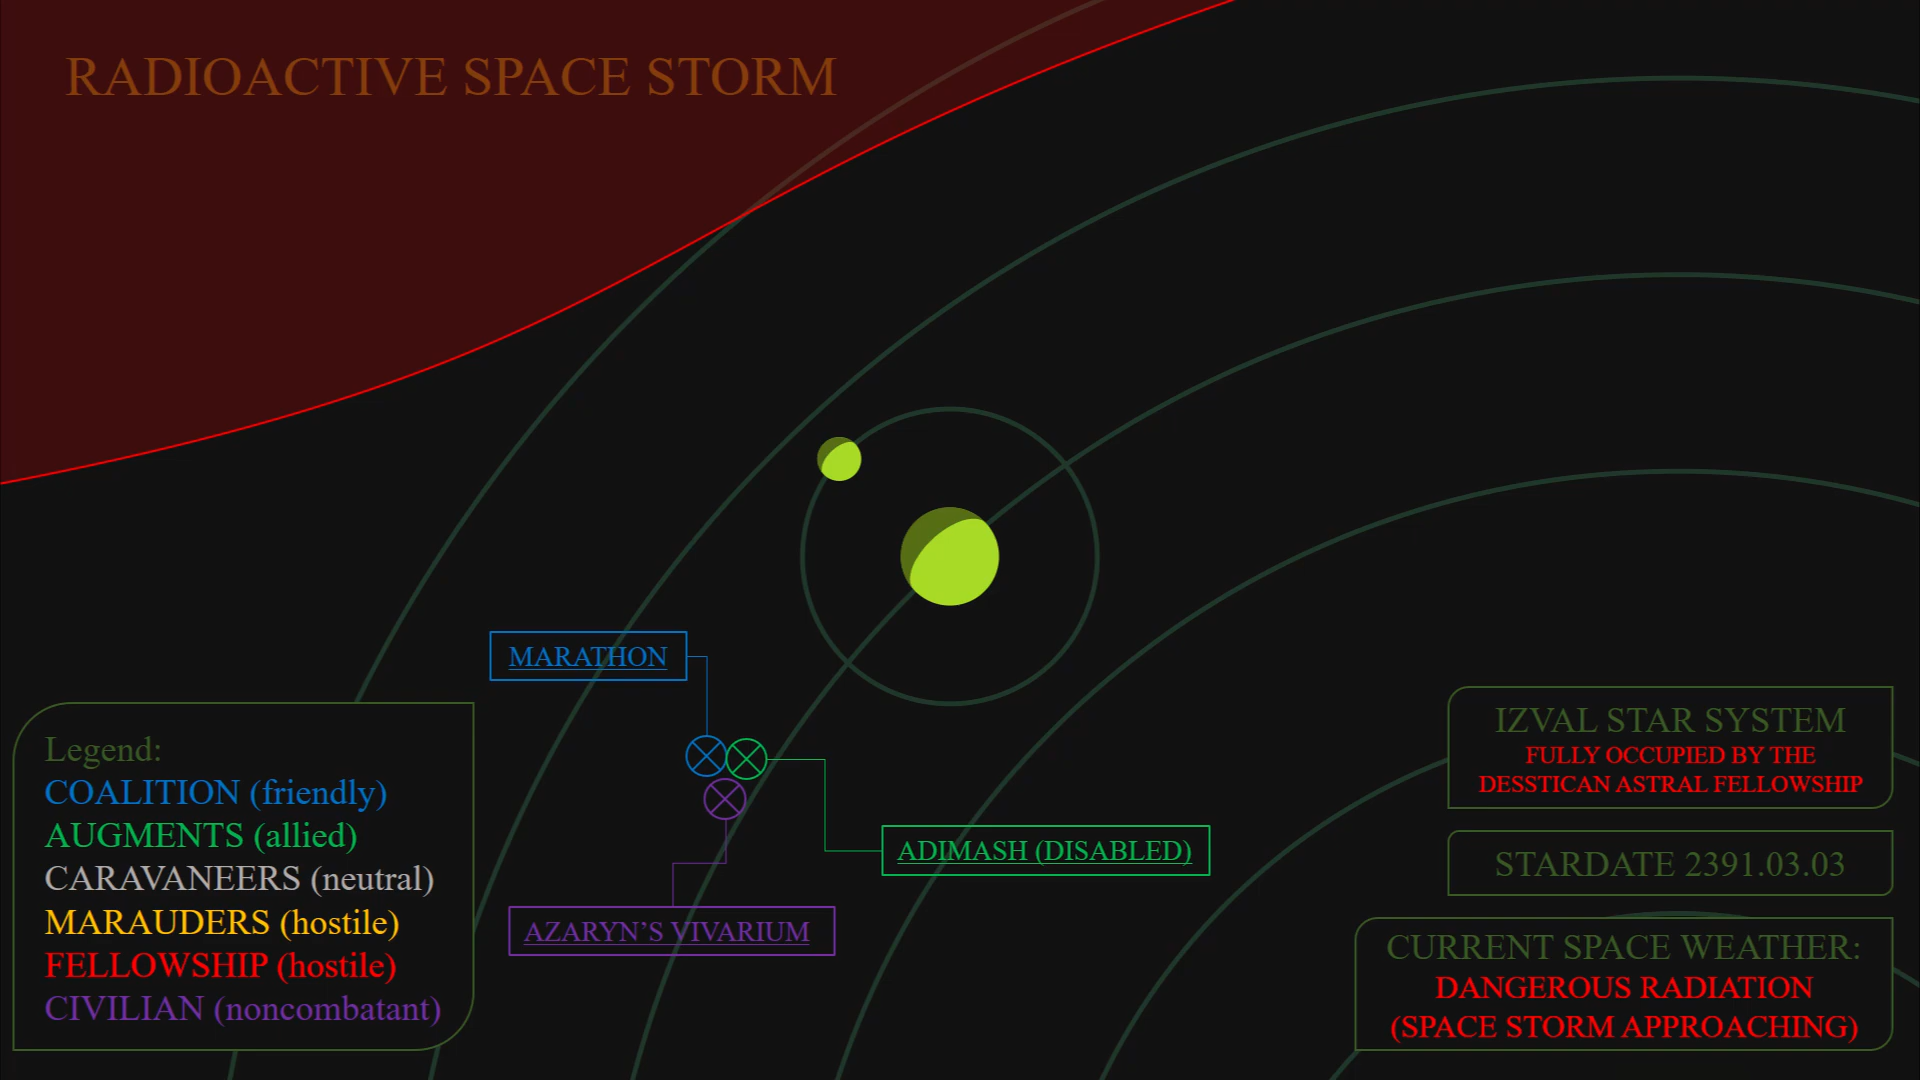 RADIOACTIVE SPACE STORM
MARATHON
ADIMASH (DISABLED)
AZARYN’S VIVARIUM
Legend:
COALITION (friendly)
AUGMENTS (allied)
CARAVANEERS (neutral)
MARAUDERS (hostile)
FELLOWSHIP (hostile)
CIVILIAN (noncombatant)
IZVAL STAR SYSTEM
FULLY OCCUPIED BY THE
DESSTICAN ASTRAL FELLOWSHIP
STARDATE 2391.03.03
CURRENT SPACE WEATHER:
DANGEROUS RADIATION
(SPACE STORM APPROACHING)